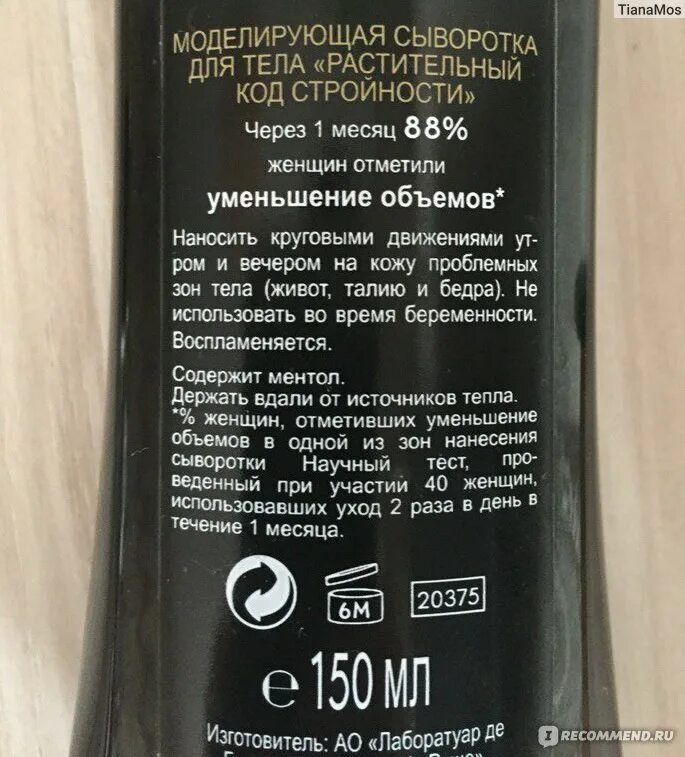 TianaMos
МОДЕЛИРУЮЩАЯ СЫВОРОТКА
ДЛЯ ТЕЛА «РАСТИТЕЛЬНЫЙ
КОД СТРОЙНОСТИ»
Через 1 месяц 88%
женщин отметили
уменьшение объемов*
Наносить круговыми движениями ут-
ром и вечером на кожу проблемных
зон тела (живот, талию и бедра). Не
использовать во время беременности.
Воспламеняется.
Содержит ментол.
Держать вдали от источников тепла.
*% женщин, отметивших уменьшение
объемов в одной из зон нанесения
сыворотки Научный тест, про-
веденный при участии 40 женщин,
использовавших уход 2 раза в день в
течение 1 месяца.
6M 20375
e 150 МЛ
Изготовитель: АО «Лаборатуар де
I RECOMMEND.RU